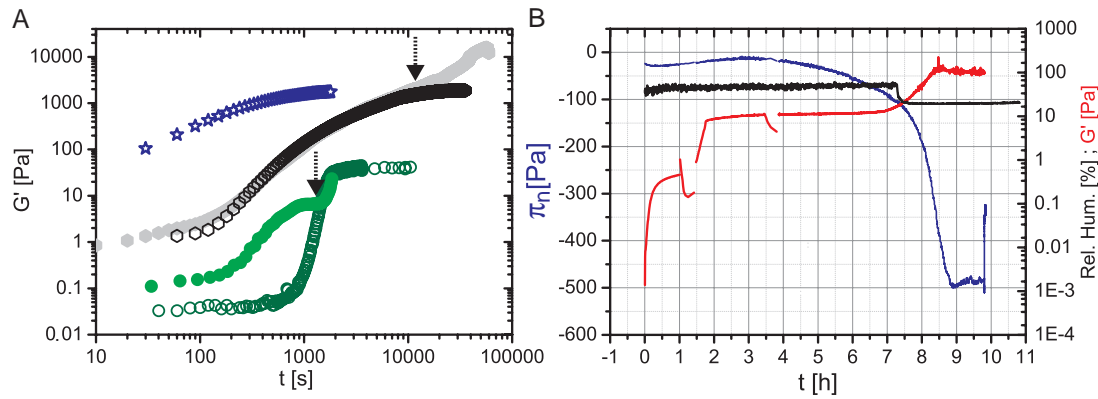 A
B
10000
1000
100
10
1
0.1
0.01
G' [Pa]
10 100 1000 10000 100000
t [s]
0
-100
-200
-300
-400
-500
-600
πn[Pa]
-1 0 1 2 3 4 5 6 7 8 9 10 11
t [h]
1000
100
10
1
0.1
0.01
1E-3
1E-4
Rel. Hum. [%] ; G' [Pa]